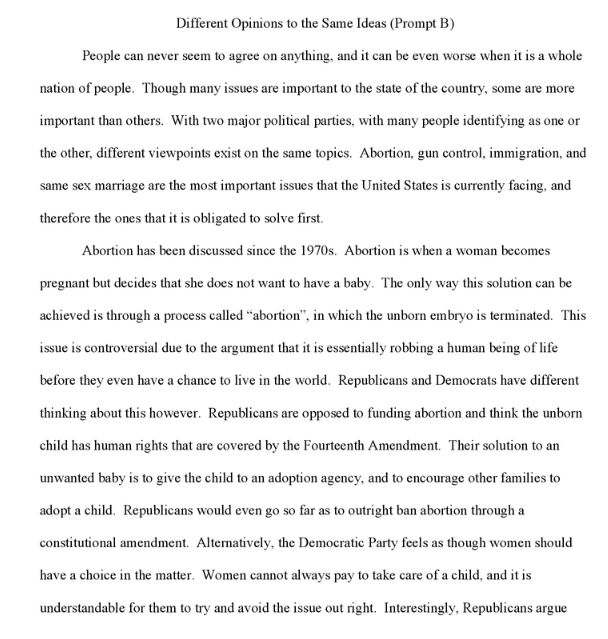 Different Opinions to the Same Ideas (Prompt B)
People can never seem to agree on anything, and it can be even worse when it is a whole
nation of people.  Though many issues are important to the state of the country, some are more
important than others.  With two major political parties, with many people identifying as one or
the other, different viewpoints exist on the same topics.  Abortion, gun control, immigration, and
same sex marriage are the most important issues that the United States is currently facing, and
therefore the ones that it is obligated to solve first.
Abortion has been discussed since the 1970s.  Abortion is when a woman becomes
pregnant but decides that she does not want to have a baby.  The only way this solution can be
achieved is through a process called “abortion”, in which the unborn embryo is terminated.  This
issue is controversial due to the argument that it is essentially robbing a human being of life
before they even have a chance to live in the world.  Republicans and Democrats have different
thinking about this however.  Republicans are opposed to funding abortion and think the unborn
child has human rights that are covered by the Fourteenth Amendment.  Their solution to an
unwanted baby is to give the child to an adoption agency, and to encourage other families to
adopt a child.  Republicans would even go so far as to outright ban abortion through a
constitutional amendment.  Alternatively, the Democratic Party feels as though women should
have a choice in the matter.  Women cannot always pay to take care of a child, and it is
understandable for them to try and avoid the issue out right.  Interestingly, Republicans argue